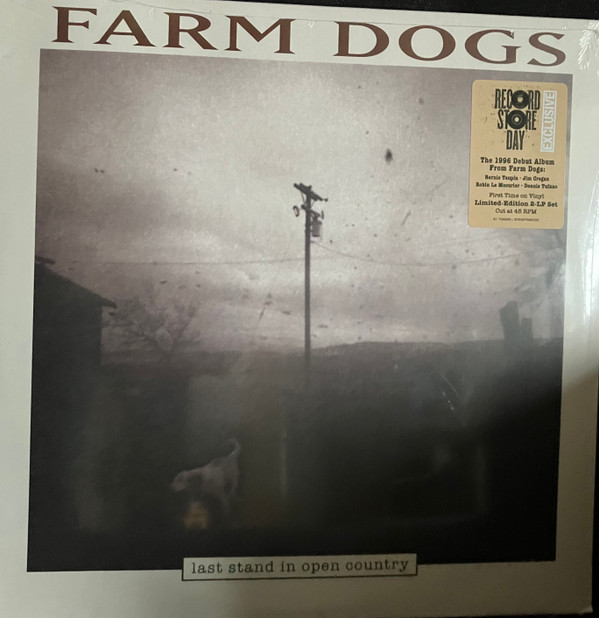 FARM DOGS
RECORD
STORE
DAY
EXCLUSIVE
The 1996 Debut Album
From Farm Dogs:
Bernie Taupin • Jim Cregan
Robin Le Mesurier • Dennis Tufano
First Time on Vinyl
Limited-Edition 2-LP Set
Cut at 45 RPM
last stand in open country